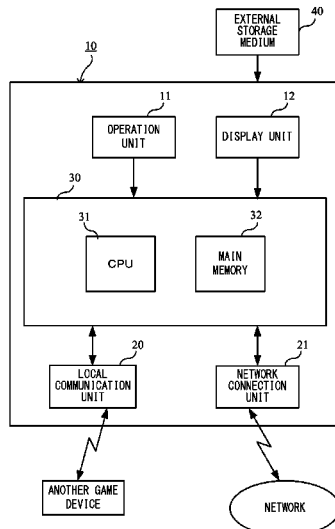 EXTERNAL
STORAGE
MEDIUM
40
10
11
12
OPERATION
UNIT
DISPLAY UNIT
30
31
32
CPU
MAIN
MEMORY
20
21
LOCAL
COMMUNICATION
UNIT
NETWORK
CONNECTION
UNIT
ANOTHER GAME
DEVICE
NETWORK